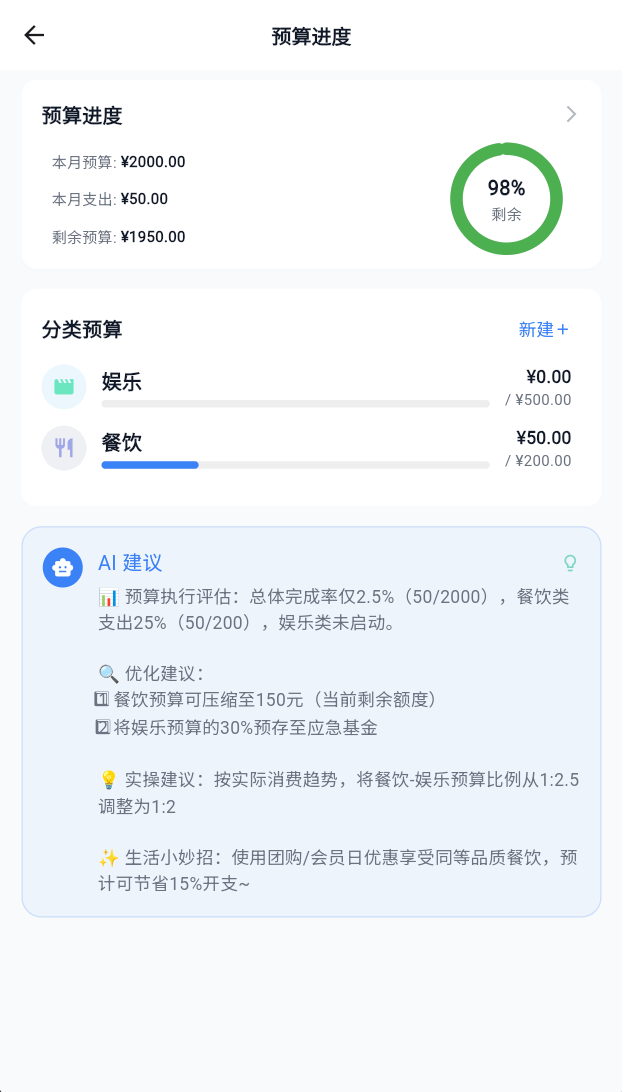 预算进度
预算进度
本月预算: ¥2000.00
本月支出: ¥50.00
剩余预算: ¥1950.00
98%
剩余
分类预算
新建+
娱乐
¥0.00
/ ¥500.00
餐饮
¥50.00
/ ¥200.00
AI 建议
📊 预算执行评估：总体完成率仅2.5%（50/2000），餐饮类
支出25%（50/200），娱乐类未启动。
🔍 优化建议：
1️⃣ 餐饮预算可压缩至150元（当前剩余额度）
2️⃣ 将娱乐预算的30%预存至应急基金
💡 实操建议：按实际消费趋势，将餐饮-娱乐预算比例从1:2.5
调整为1:2
✨ 生活小妙招：使用团购/会员日优惠享受同等品质餐饮，预
计可节省15%开支~